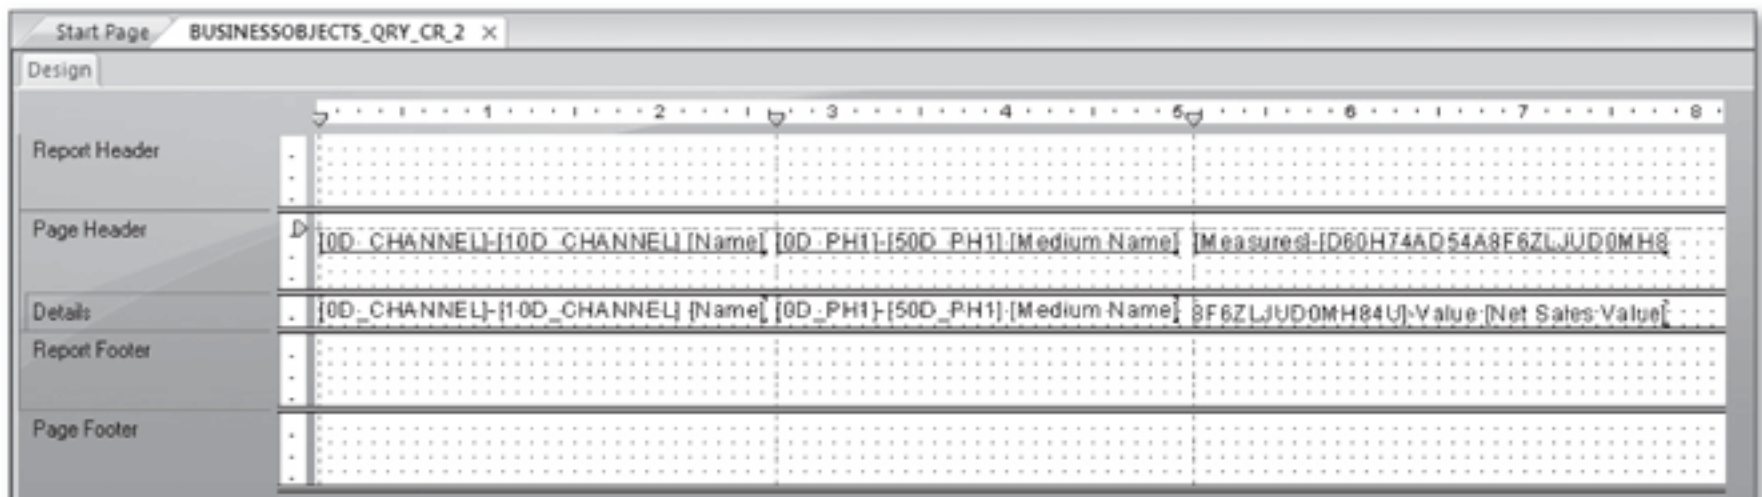 Start Page BUSINESSOBJECTS_QRY_CR_2 ×
Design
1 2 3 4 5 6 7 8
Report Header
Page Header [0D_CHANNEL]-[10D_CHANNEL] [Name] [0D_PH1]-[50D_PH1] [Medium Name] [Measures]-[D60H74AD54A8F6ZLJUD0MH8
Details [0D_CHANNEL]-[10D_CHANNEL] [Name] [0D_PH1]-[50D_PH1] [Medium Name] 8F6ZLJUD0MH84U]-Value [Net Sales Value]
Report Footer
Page Footer